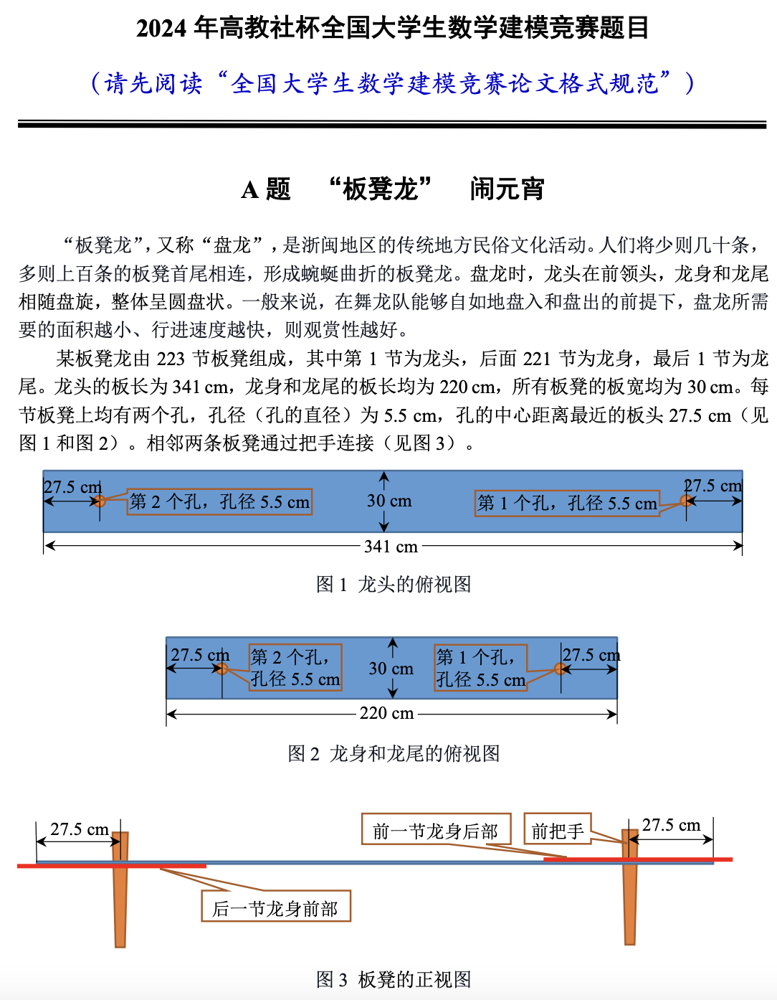 2024 年高教社杯全国大学生数学建模竞赛题目
（请先阅读“全国大学生数学建模竞赛论文格式规范”）
A 题 “板凳龙” 闹元宵
“板凳龙”，又称“盘龙”，是浙闽地区的传统地方民俗文化活动。人们将少则几十条，
多则上百条的板凳首尾相连，形成蜿蜒曲折的板凳龙。盘龙时，龙头在前领头，龙身和龙尾
相随盘旋，整体呈圆盘状。一般来说，在舞龙队能够自如地盘入和盘出的前提下，盘龙所需
要的面积越小、行进速度越快，则观赏性越好。
某板凳龙由 223 节板凳组成，其中第 1 节为龙头，后面 221 节为龙身，最后 1 节为龙
尾。龙头的板长为 341 cm，龙身和龙尾的板长均为 220 cm，所有板凳的板宽均为 30 cm。每
节板凳上均有两个孔，孔径（孔的直径）为 5.5 cm，孔的中心距离最近的板头 27.5 cm（见
图 1 和图 2）。相邻两条板凳通过把手连接（见图 3）。
27.5 cm
第 2 个孔，孔径 5.5 cm
30 cm
第 1 个孔，孔径 5.5 cm
27.5 cm
341 cm
图 1 龙头的俯视图
27.5 cm
第 2 个孔，
孔径 5.5 cm
30 cm
第 1 个孔，
孔径 5.5 cm
27.5 cm
220 cm
图 2 龙身和龙尾的俯视图
27.5 cm
前一节龙身后部
前把手
27.5 cm
后一节龙身前部
图 3 板凳的正视图